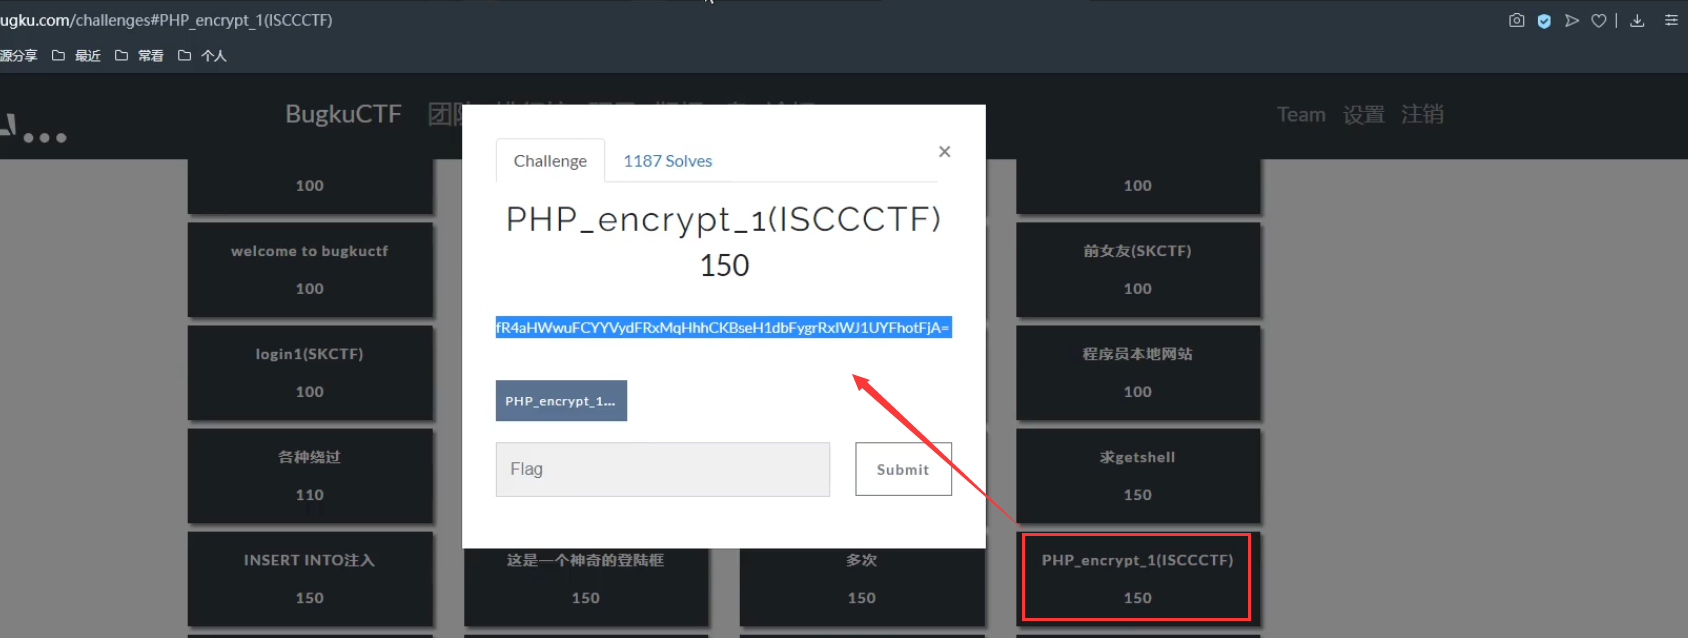 ugku.com/challenges#PHP_encrypt_1(ISCCCTF)
源分享 最近 常看 个人
BugkuCTF Team 设置 注销
Challenge 1187 Solves ×
PHP_encrypt_1(ISCCCTF)
150
fR4aHWwuFCYYVydFRxMqHhhCKBseH1dbFygrRxIWJ1UYFhotFjA=
PHP_encrypt_1...
Flag Submit
100 100
welcome to bugkuctf 前女友(SKCTF)
100 100
login1(SKCTF) 程序员本地网站
100 100
各种绕过 求getshell
110 150
INSERT INTO注入 这是一个神奇的登陆框 多次 PHP_encrypt_1(ISCCCTF)
150 150 150 150